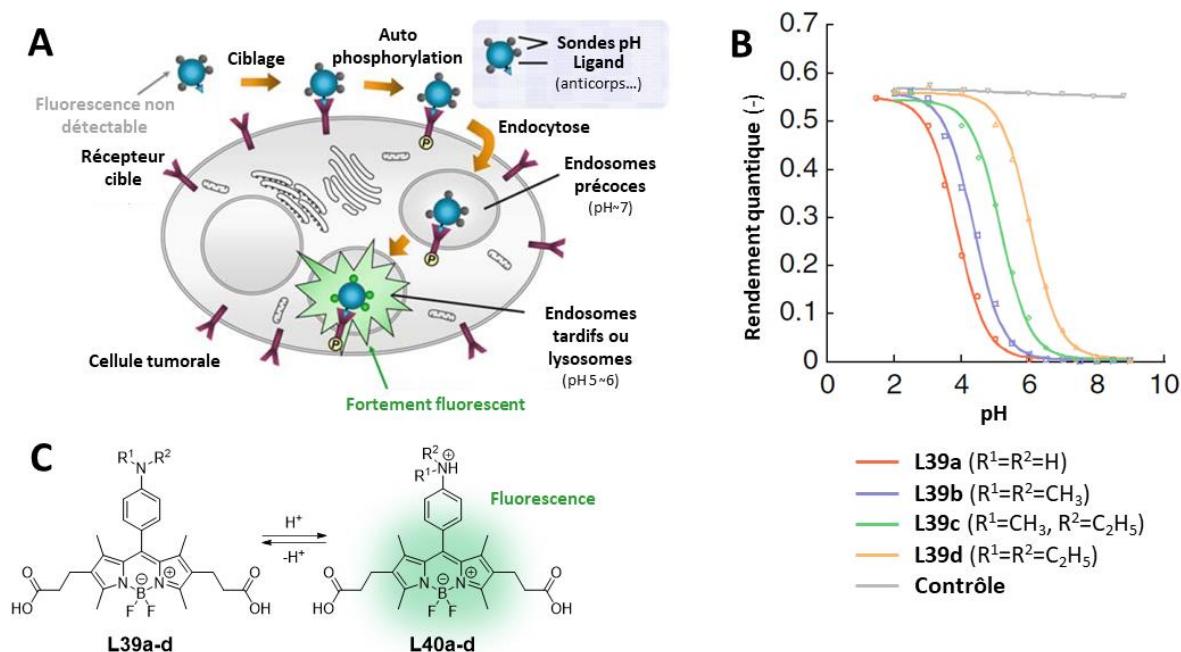 A
Ciblage
Auto
phosphorylation
Sondes pH
Ligand
(anticorps...)
Fluorescence non
détectable
Endocytose
Récepteur
cible
Endosomes
précoces
(pH~7)
P
P
P
Cellule tumorale
Endosomes
tardifs ou
lysosomes
(pH 5~6)
Fortement fluorescent
B
Rendement quantique (-)
0.7
0.6
0.5
0.4
0.3
0.2
0.1
0
0 2 4 6 8 10
pH
L39a (R¹=R²=H)
L39b (R¹=R²=CH₃)
L39c (R¹=CH₃, R²=C₂H₅)
L39d (R¹=R²=C₂H₅)
Contrôle
C
R¹ N R²
H⁺
-H⁺
O HO N B N F F O OH
⊖ ⊕
L39a-d
R² ⊕
R¹ NH
Fluorescence
O HO N B N F F O OH
⊖ ⊕
L40a-d